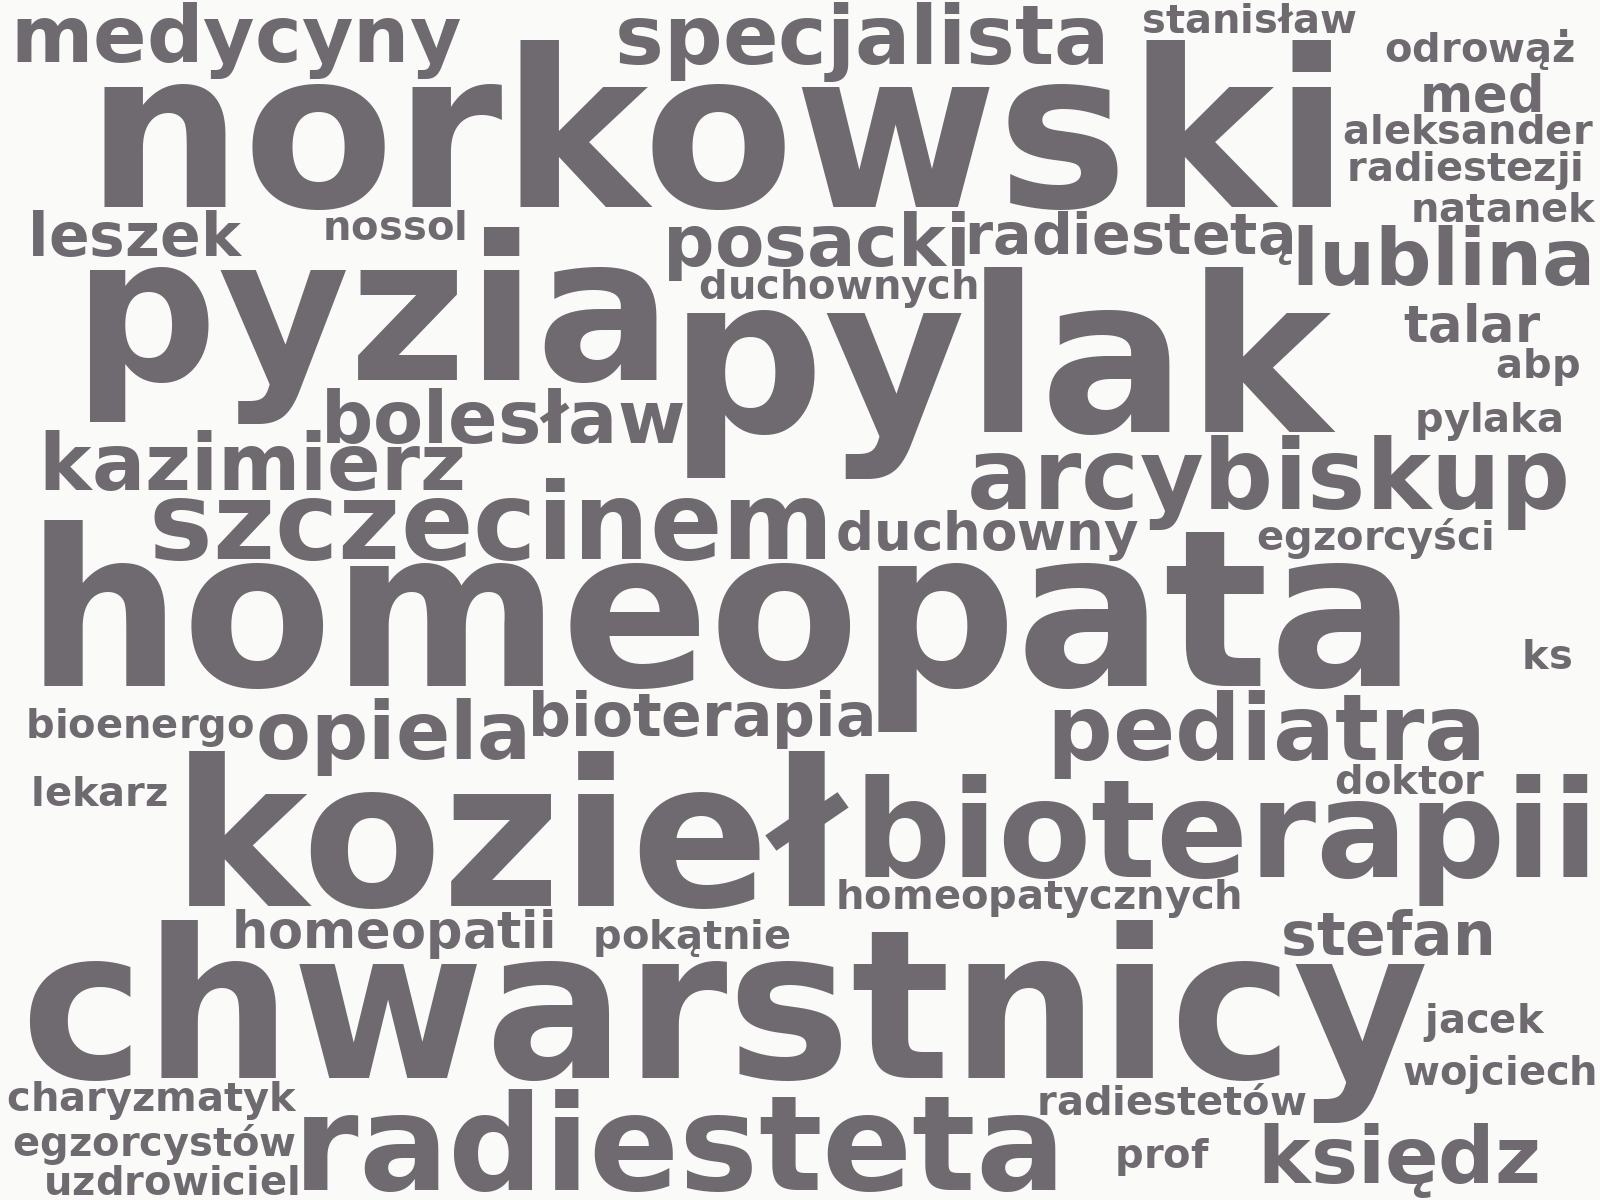 medycyny
specjalista
stanisław
odrowąż
norkowski
med
aleksander
radiestezji
natanek
leszek
nossol
posacki
radiestetą
lublina
pyzia
duchownych
pylak
talar
abp
bolesław
pylaka
kazimierz
arcybiskup
szczecinem
duchowny
egzorcyści
homeopata
ks
bioenergo
opiela
bioterapia
pediatra
lekarz
kozieł
doktor
bioterapii
homeopatycznych
homeopatii
pokątnie
stefan
chwarstnicy
jacek
wojciech
charyzmatyk
radiesteta
radiestetów
egzorcystów
prof
księdz
uzdrowiciel